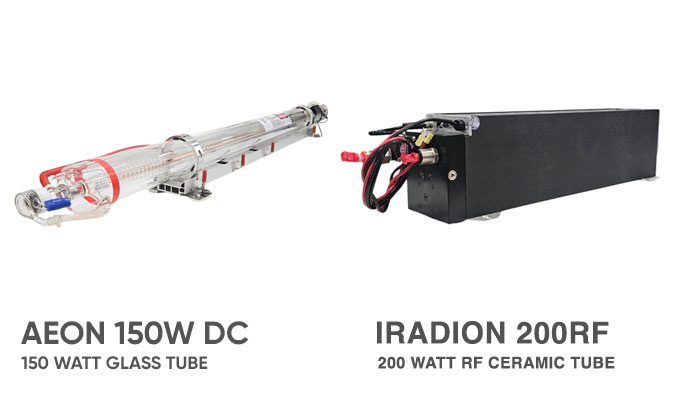 AEON 150W DC
150 WATT GLASS TUBE
IRADION 200RF
200 WATT RF CERAMIC TUBE